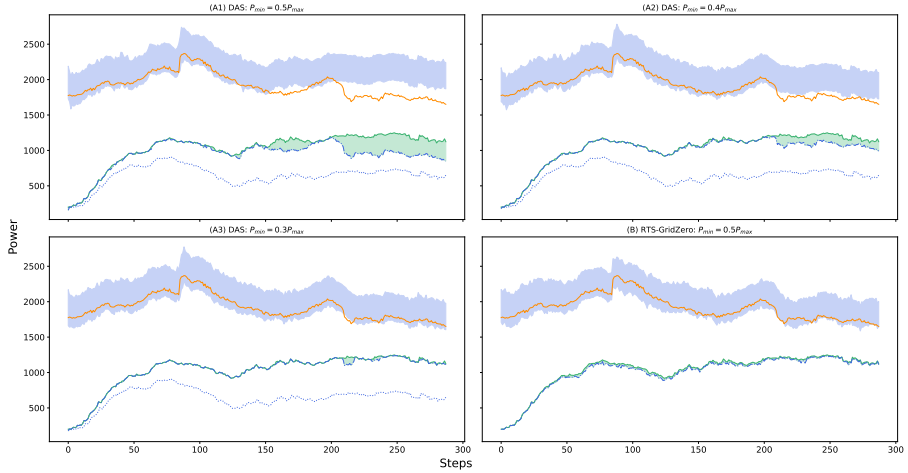 (A1) DAS: P_min = 0.5P_max
(A2) DAS: P_min = 0.4P_max
2500
2000
1500
1000
500
(A3) DAS: P_min = 0.3P_max
(B) RTS-GridZero: P_min = 0.5P_max
2500
2000
1500
1000
500
0 50 100 150 200 250 300
0 50 100 150 200 250 300
Power
Steps